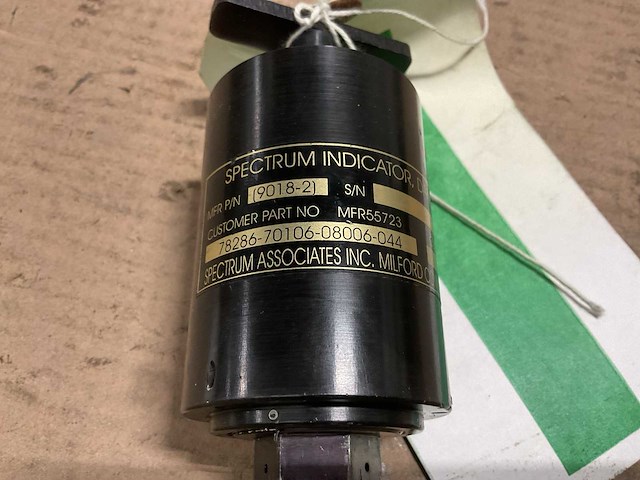 SPECTRUM INDICATOR, D
MFR P/N (9018-2) S/N
CUSTOMER PART NO MFR55723
78286-70106-08006-044
SPECTRUM ASSOCIATES INC. MILFORD C